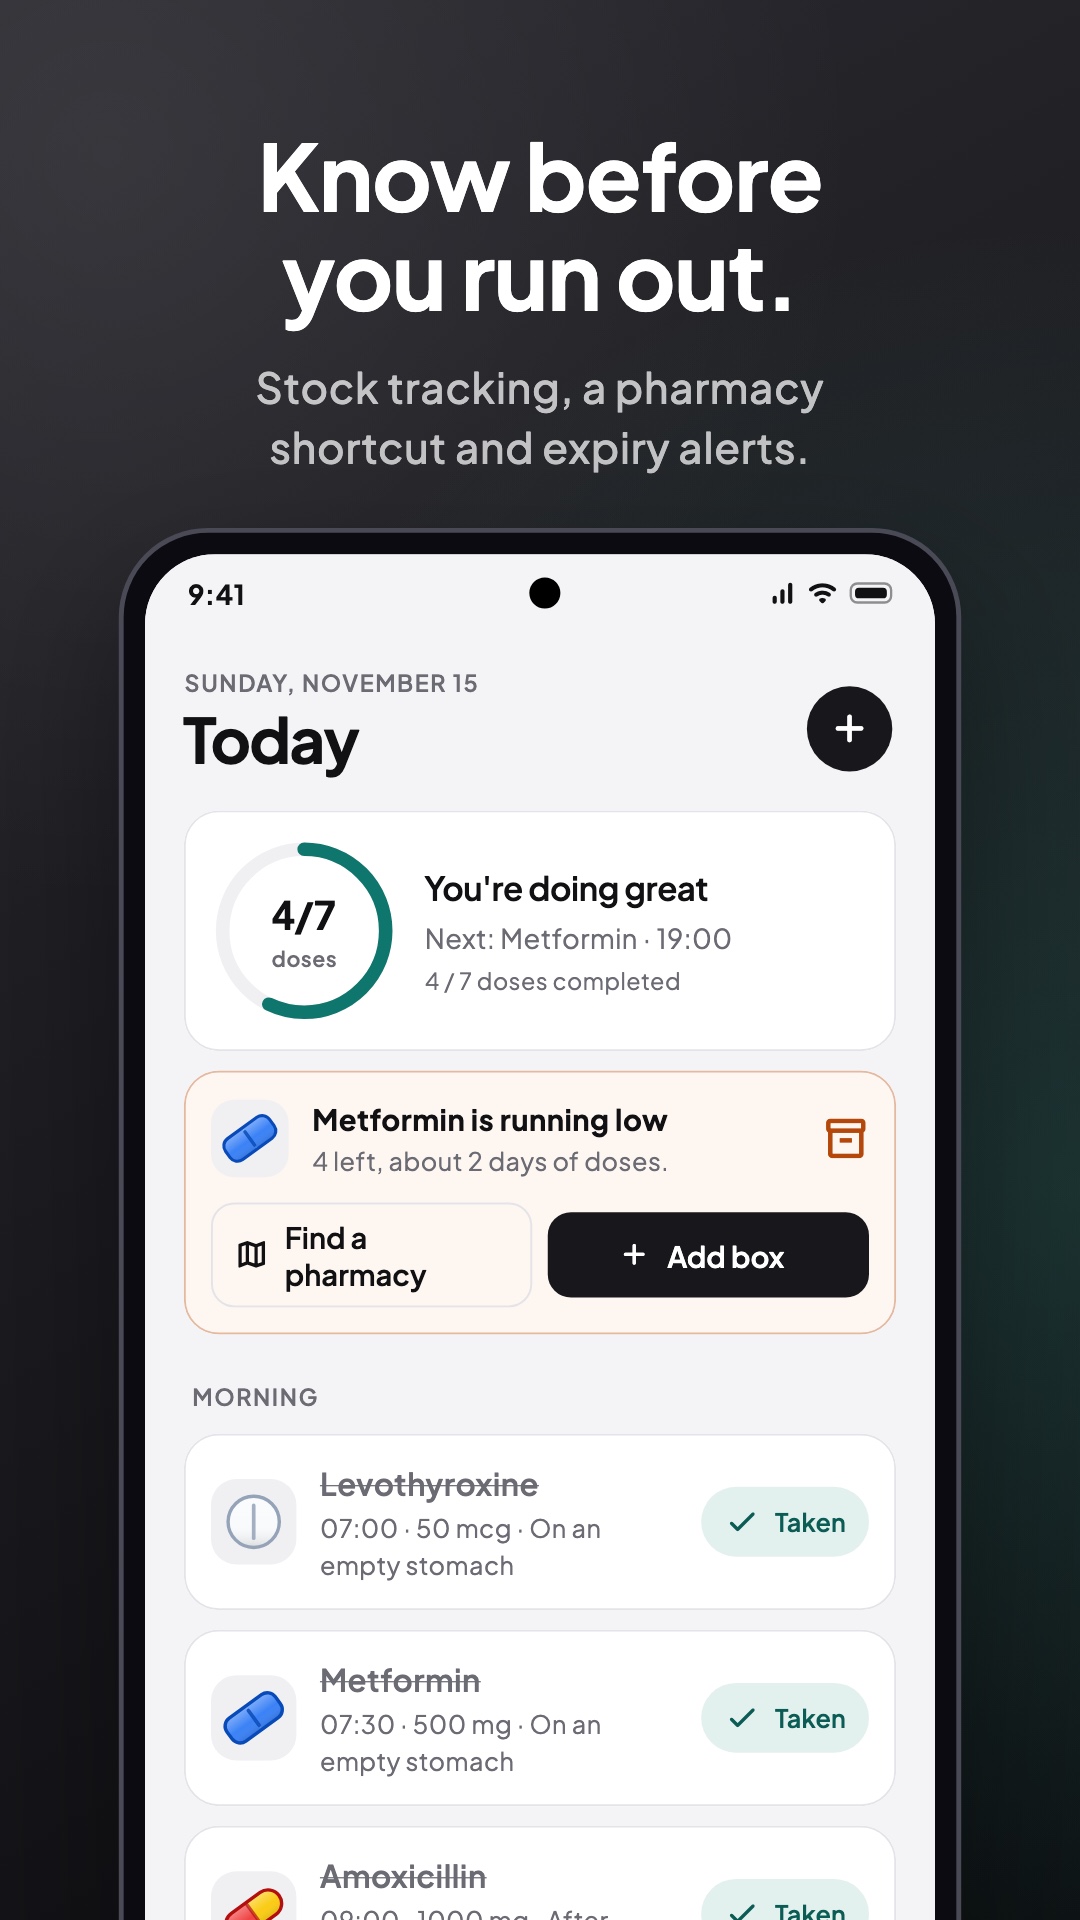 Know before
you run out.
Stock tracking, a pharmacy
shortcut and expiry alerts.
9:41
SUNDAY, NOVEMBER 15
Today
4/7
doses
You're doing great
Next: Metformin · 19:00
4 / 7 doses completed
Metformin is running low
4 left, about 2 days of doses.
Find a
pharmacy
Add box
MORNING
Levothyroxine
07:00 · 50 mcg · On an
empty stomach
Taken
Metformin
07:30 · 500 mg · On an
empty stomach
Taken
Amoxicillin
1000 mg · After
Taken